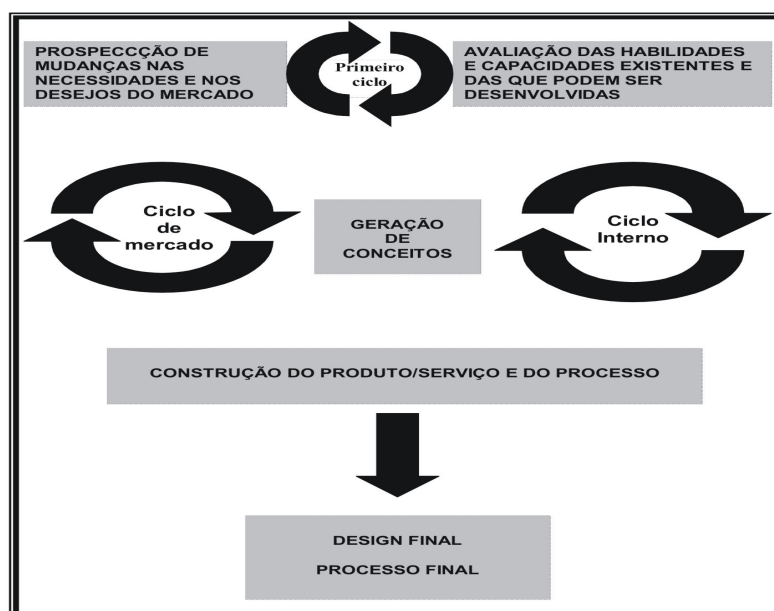 PROSPECCÇÃO DE
MUDANÇAS NAS
NECESSIDADES E NOS
DESEJOS DO MERCADO
Primeiro
ciclo
AVALIAÇÃO DAS HABILIDADES
E CAPACIDADES EXISTENTES E
DAS QUE PODEM SER
DESENVOLVIDAS
Ciclo
de
mercado
GERAÇÃO
DE
CONCEITOS
Ciclo
Interno
CONSTRUÇÃO DO PRODUTO/SERVIÇO E DO PROCESSO
DESIGN FINAL
PROCESSO FINAL